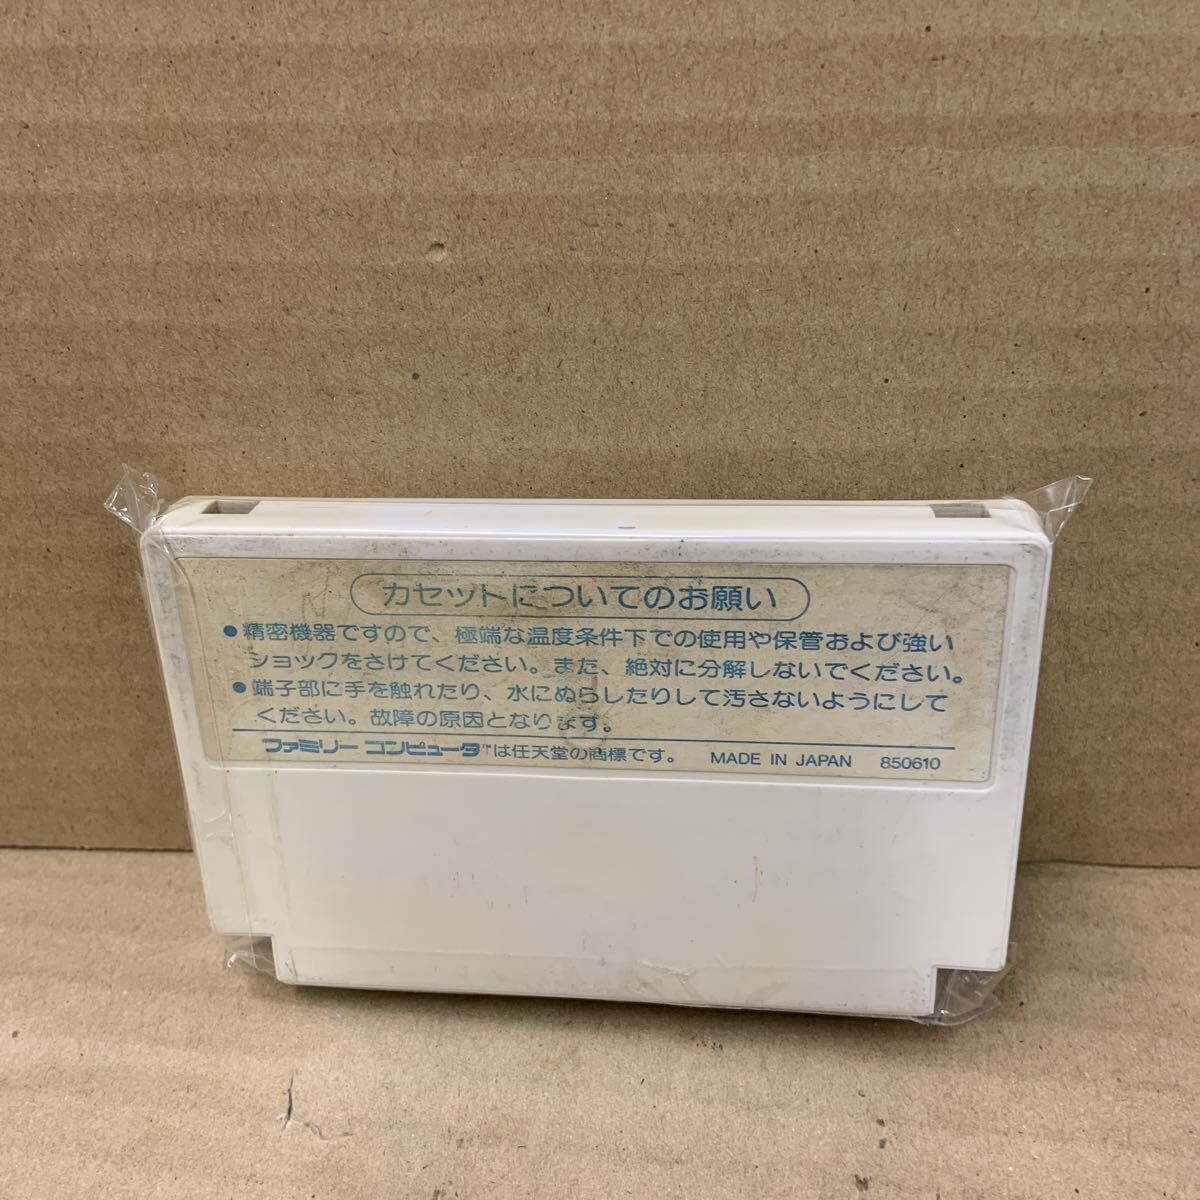 カセットについてのお願い
●精密機器ですので、極端な温度条件下での使用や保管および強い
ショックをさけてください。また、絶対に分解しないでください。
●端子部に手を触れたり、水にぬらしたりして汚さないようにして
ください。故障の原因となります。
ファミリー コンピュータ™は任天堂の商標です。 MADE IN JAPAN 850610